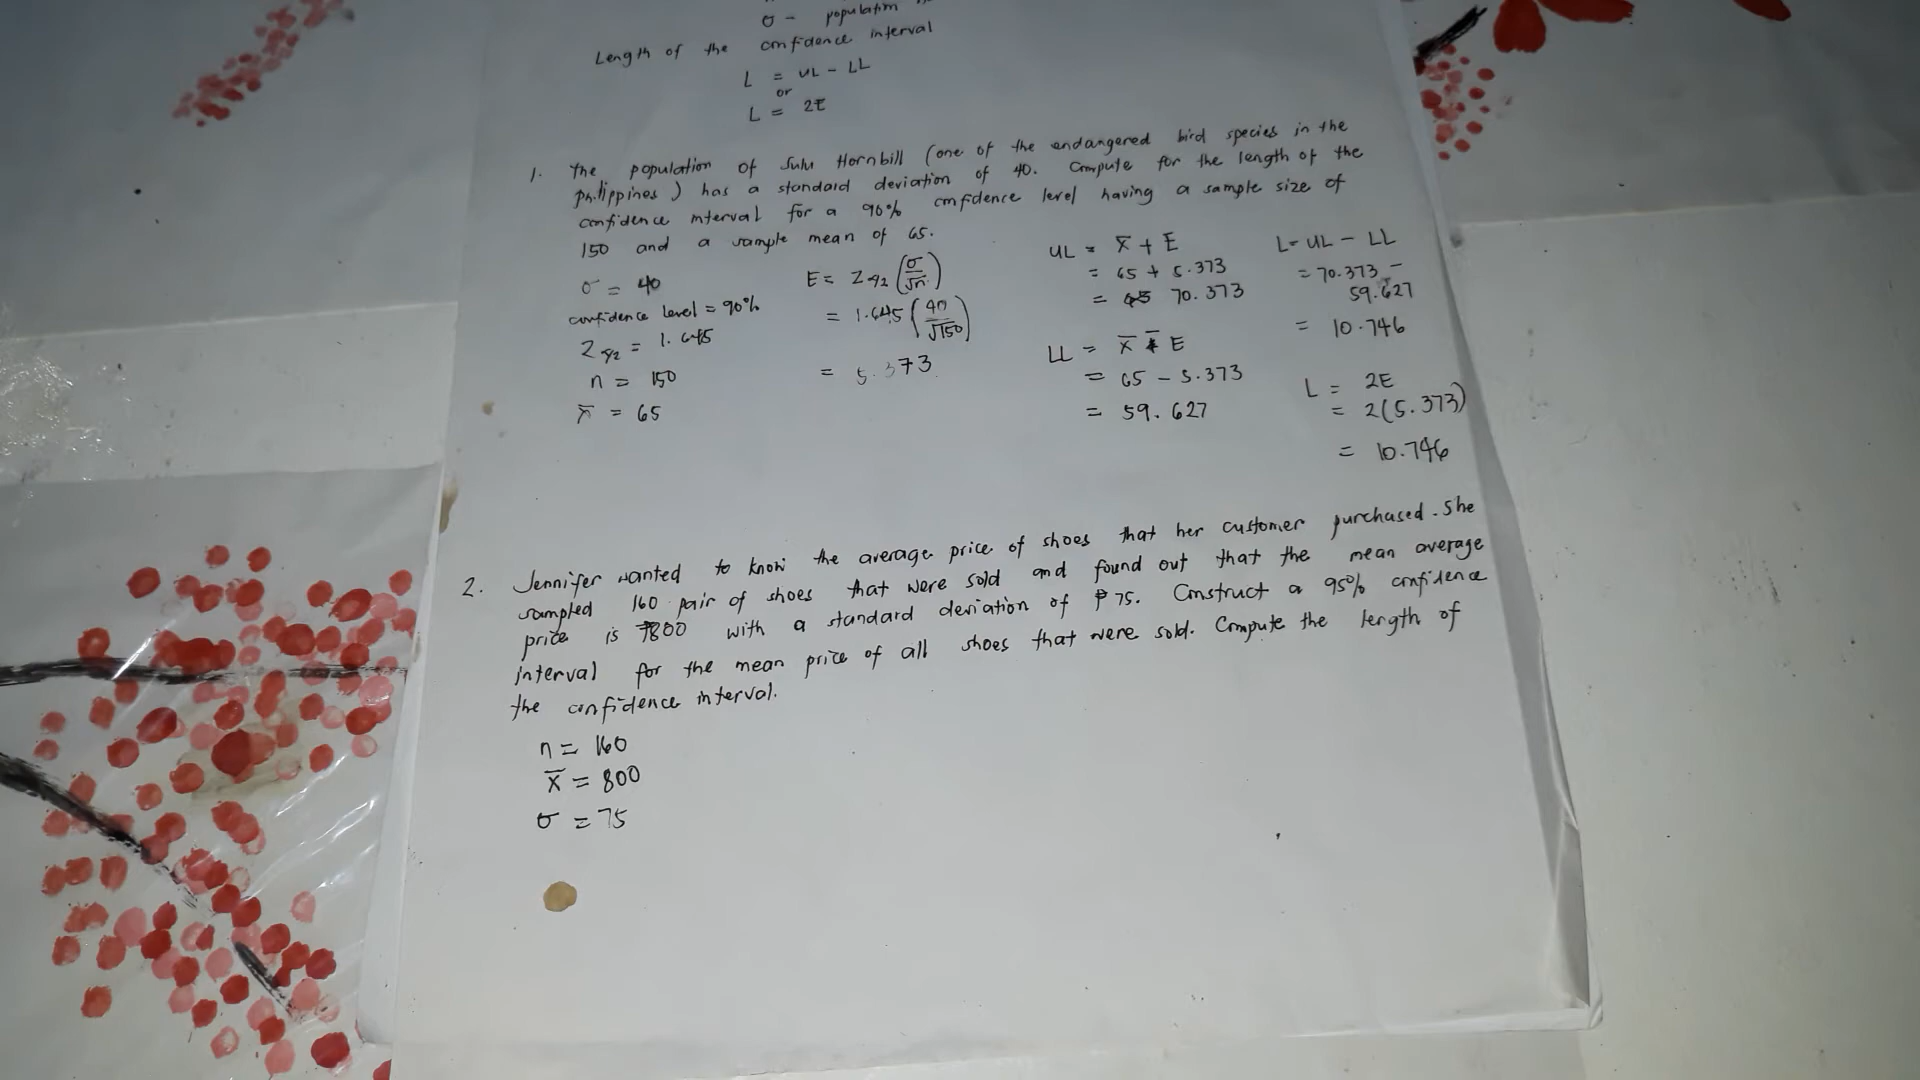 σ - population
Length of the confidence interval
L = UL - LL
or
L = 2E
1. The population of Sulu Hornbill (one of the endangered bird species in the
Philippines) has a standard deviation of 40. Compute for the length of the
confidence interval for a 90% confidence level having a sample size of
150 and a sample mean of 65.
σ = 40
confidence level = 90%
Zα/2 = 1.645
n = 150
x̄ = 65
E = Zα/2 (σ/√n)
= 1.645 (40/√150)
= 5.373
UL = x̄ + E
= 65 + 5.373
= 70.373
LL = x̄ - E
= 65 - 5.373
= 59.627
L = UL - LL
= 70.373 -
59.627
= 10.746
L = 2E
= 2(5.373)
= 10.746
2. Jennifer wanted to know the average price of shoes that her customer purchased. She
sampled 160 pair of shoes that were sold and found out that the mean average
price is ₱800 with a standard deviation of ₱75. Construct a 95% confidence
interval for the mean price of all shoes that were sold. Compute the length of
the confidence interval.
n = 160
x̄ = 800
σ = 75